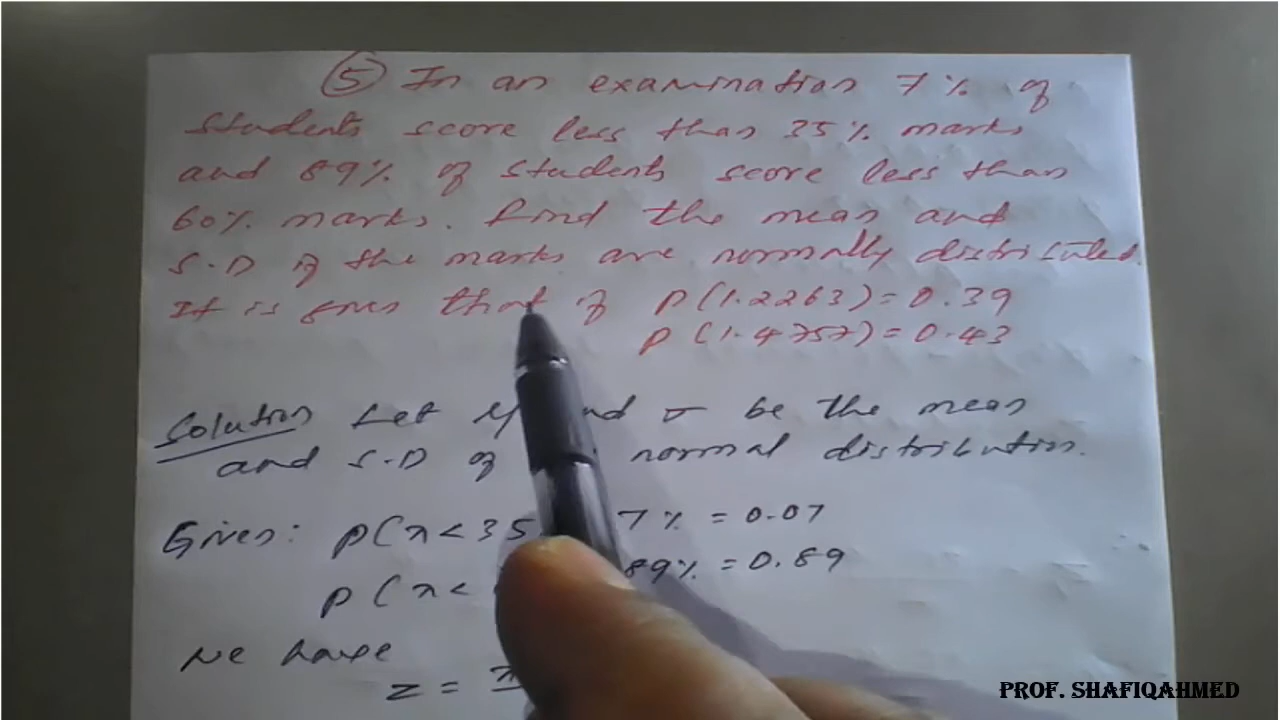 ⑤ In an examination 7% of
students score less than 35% marks
and 89% of students score less than
60% marks. find the mean and
S.D if the marks are normally distributed.
It is given that if P(1.2263) = 0.39
P(1.4757) = 0.43
Solution Let μ and σ be the mean
and S.D of normal distribution.
Given: P(x<35 7% = 0.07
P(x< 89% = 0.89
We have
z =
PROF. SHAFIQAHMED